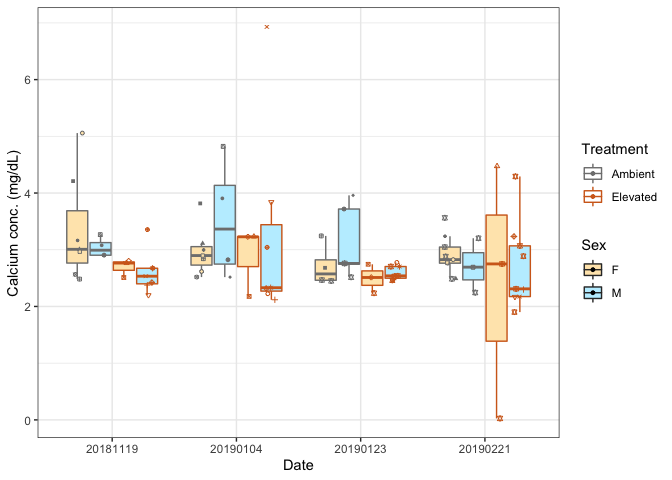 6
4
2
0
Calcium conc. (mg/dL)
20181119
20190104
20190123
20190221
Date
Treatment
Ambient
Elevated
Sex
F
M